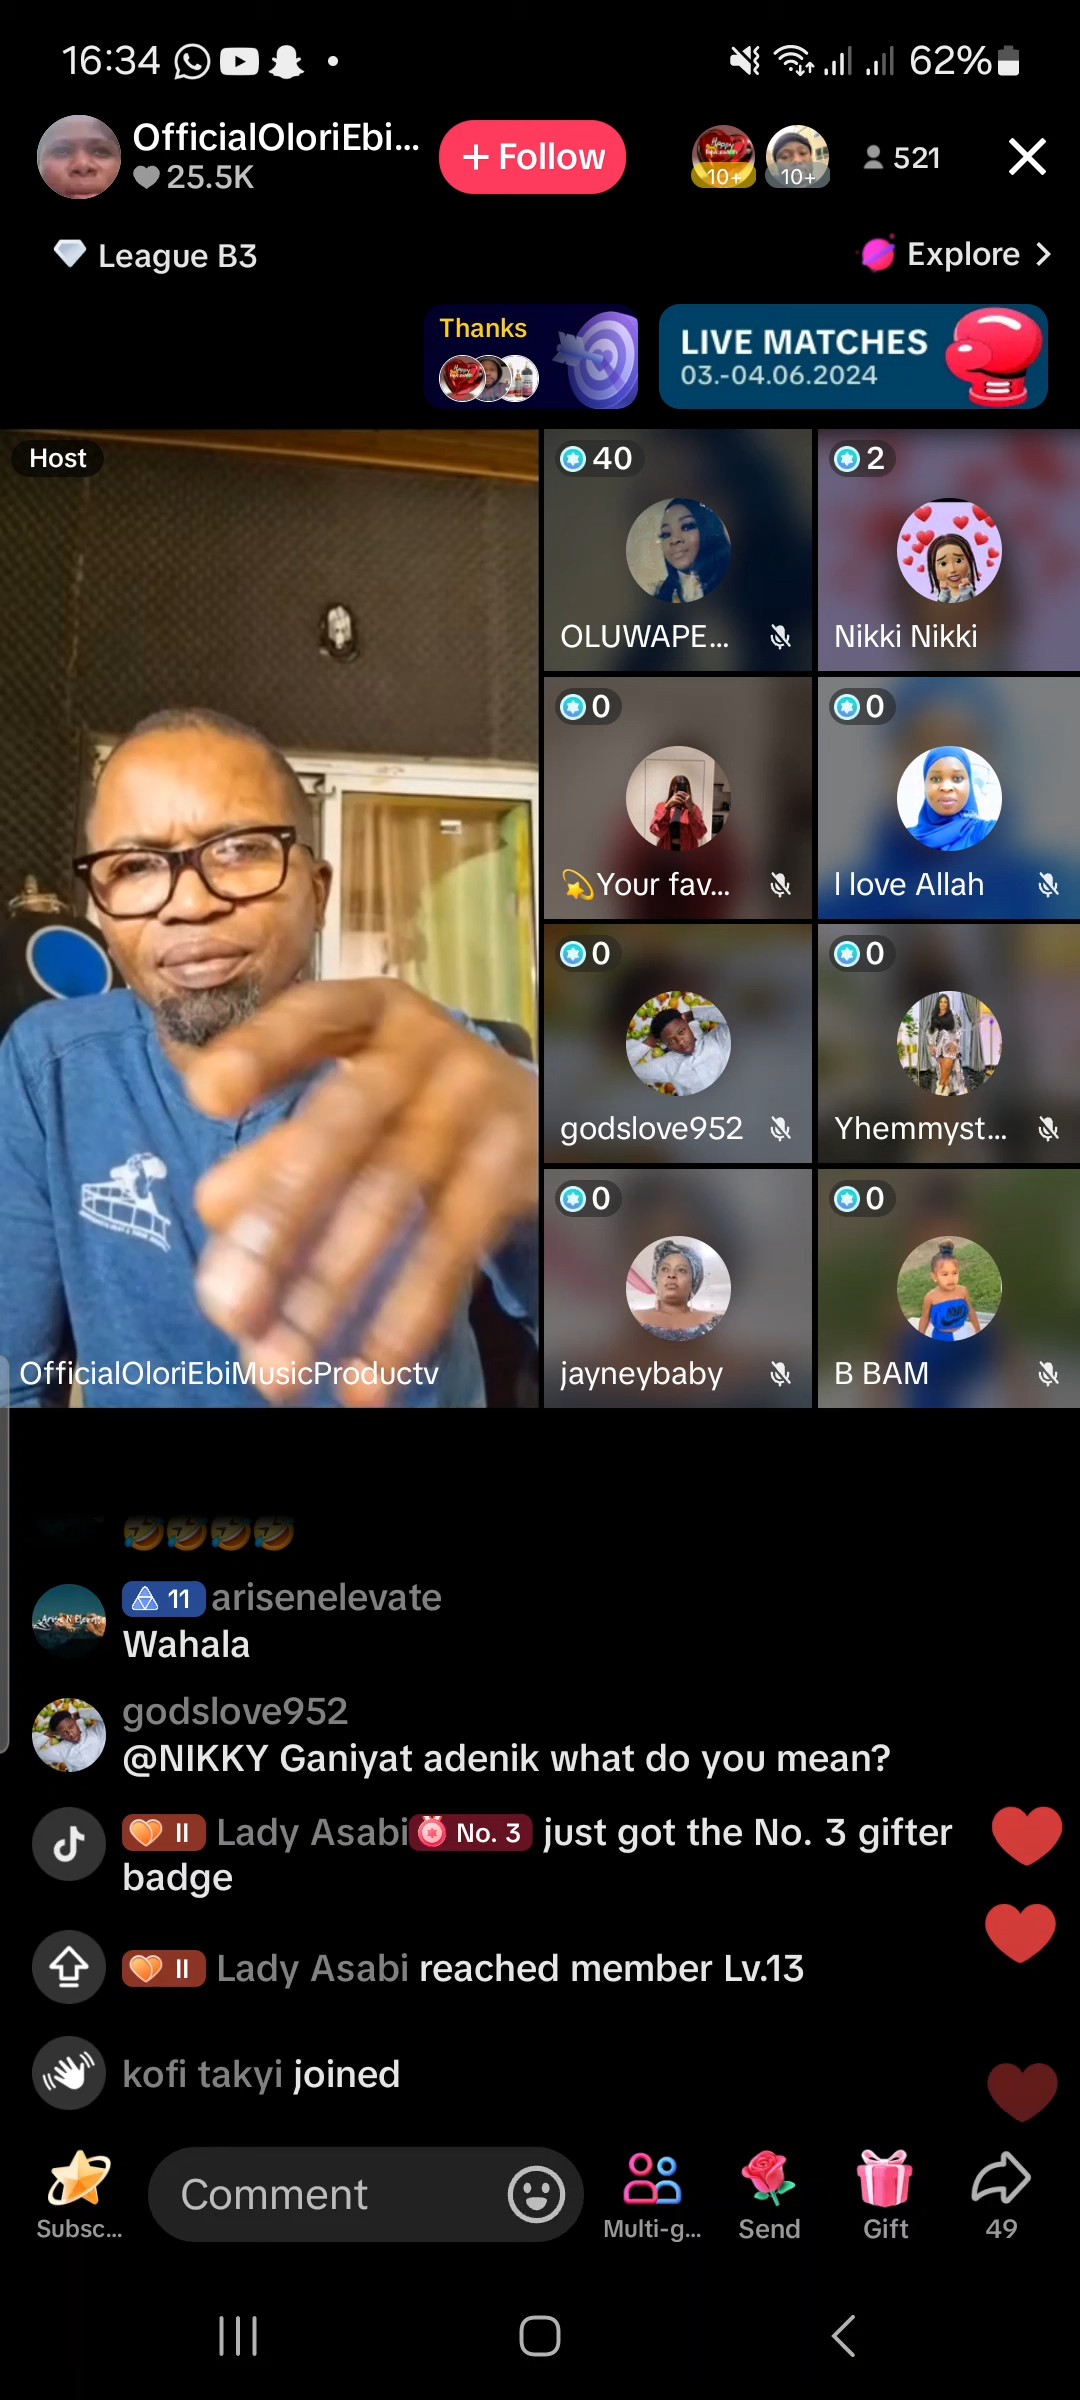 16:34
62%
OfficialOloriEbi...
25.5K
+ Follow
10+
10+
521
League B3
Explore >
Thanks
LIVE MATCHES
03.-04.06.2024
Host
40
OLUWAPE...
2
Nikki Nikki
0
💫Your fav...
0
I love Allah
0
godslove952
0
Yhemmyst...
OfficialOloriEbiMusicProductv
0
jayneybaby
0
B BAM
🤣🤣🤣🤣
11 arisenelevate
Wahala
godslove952
@NIKKY Ganiyat adenik what do you mean?
II Lady Asabi No. 3 just got the No. 3 gifter
badge
II Lady Asabi reached member Lv.13
kofi takyi joined
Subsc...
Comment
Multi-g...
Send
Gift
49